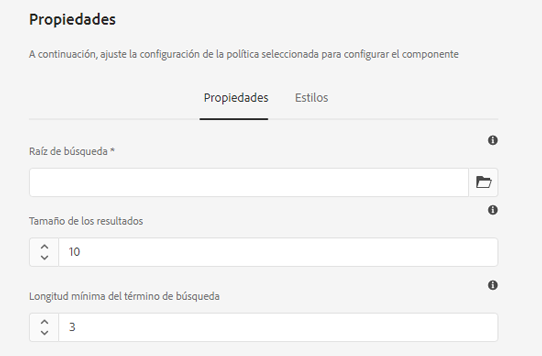 Propiedades
A continuación, ajuste la configuración de la política seleccionada para configurar el componente
Propiedades Estilos
Raíz de búsqueda *
Tamaño de los resultados
10
Longitud mínima del término de búsqueda
3